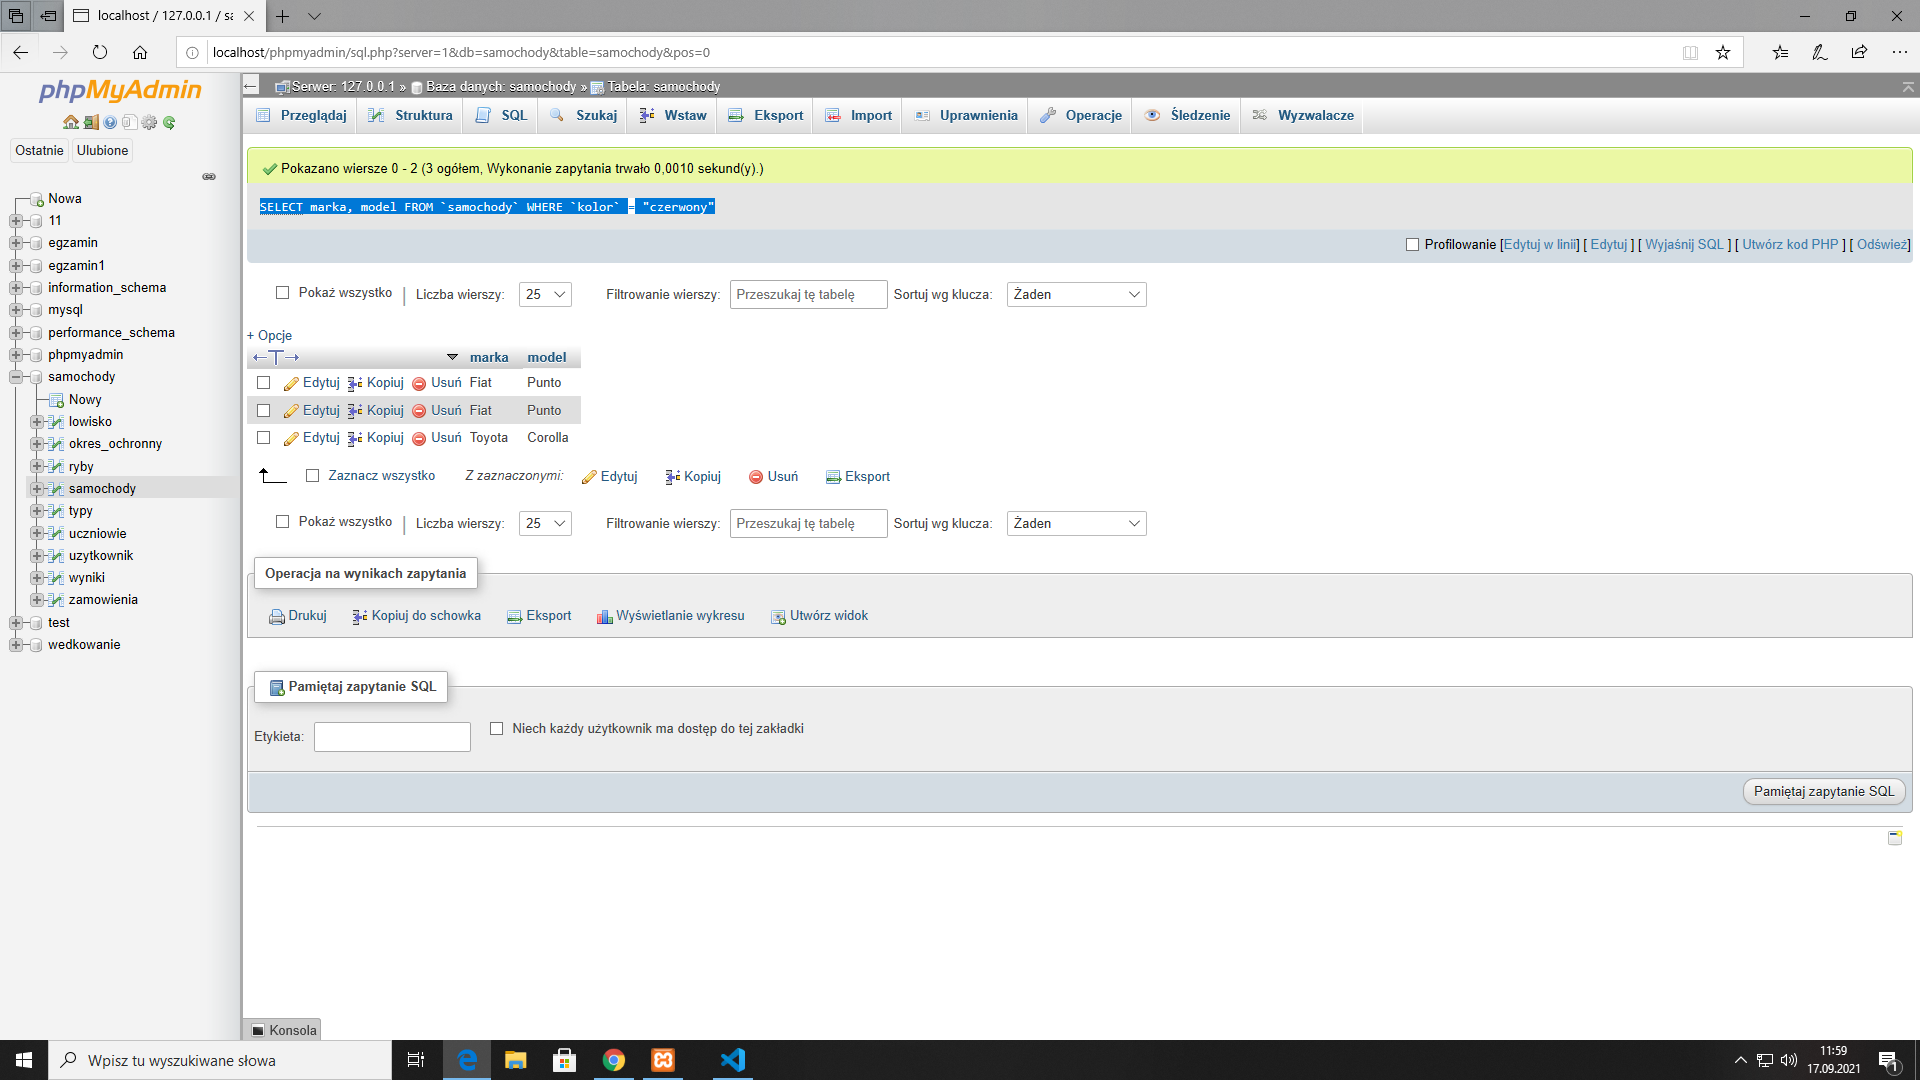 localhost / 127.0.0.1 / sa
localhost/phpmyadmin/sql.php?server=1&db=samochody&table=samochody&pos=0
phpMyAdmin
Ostatnie
Ulubione
Nowa
11
egzamin
egzamin1
information_schema
mysql
performance_schema
phpmyadmin
samochody
Nowy
lowisko
okres_ochronny
ryby
samochody
typy
uczniowie
uzytkownik
wyniki
zamowienia
test
wedkowanie
Serwer: 127.0.0.1 » Baza danych: samochody » Tabela: samochody
Przeglądaj Struktura SQL Szukaj Wstaw Eksport Import Uprawnienia Operacje Śledzenie Wyzwalacze
Pokazano wiersze 0 - 2 (3 ogółem, Wykonanie zapytania trwało 0,0010 sekund(y).)
SELECT marka, model FROM `samochody` WHERE `kolor` = "czerwony"
Profilowanie [Edytuj w linii] [ Edytuj ] [ Wyjaśnij SQL ] [ Utwórz kod PHP ] [ Odśwież]
Pokaż wszystko | Liczba wierszy: 25 Filtrowanie wierszy: Przeszukaj tę tabelę Sortuj wg klucza: Żaden
+ Opcje
←T→ marka model
Edytuj Kopiuj Usuń Fiat Punto
Edytuj Kopiuj Usuń Fiat Punto
Edytuj Kopiuj Usuń Toyota Corolla
Zaznacz wszystko Z zaznaczonymi: Edytuj Kopiuj Usuń Eksport
Pokaż wszystko | Liczba wierszy: 25 Filtrowanie wierszy: Przeszukaj tę tabelę Sortuj wg klucza: Żaden
Operacja na wynikach zapytania
Drukuj Kopiuj do schowka Eksport Wyświetlanie wykresu Utwórz widok
Pamiętaj zapytanie SQL
Etykieta: Niech każdy użytkownik ma dostęp do tej zakładki
Pamiętaj zapytanie SQL
Konsola
Wpisz tu wyszukiwane słowa
11:59
17.09.2021
1